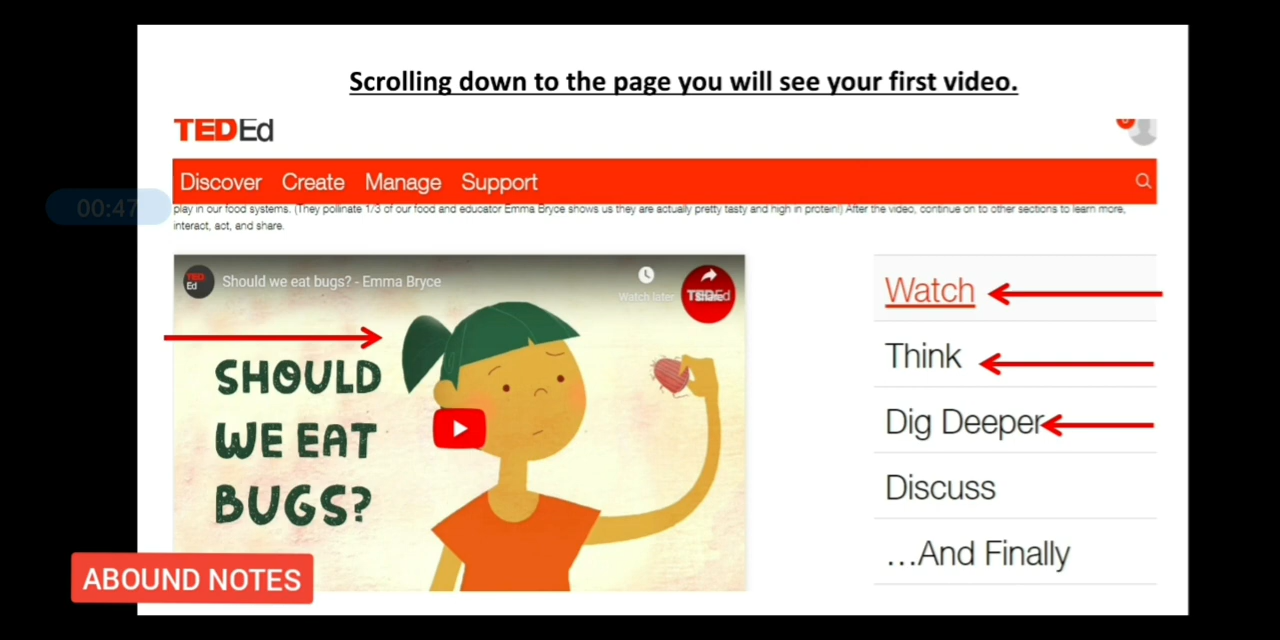 Scrolling down to the page you will see your first video.
TEDEd
Discover Create Manage Support
00:47
play in our food systems. (They pollinate 1/3 of our food and educator Emma Bryce shows us they are actually pretty tasty and high in protein!) After the video, continue on to other sections to learn more,
interact, act, and share.
TED
Ed
Should we eat bugs? - Emma Bryce
Watch later
Share
TEDEd
SHOULD
WE EAT
BUGS?
Watch
Think
Dig Deeper
Discuss
...And Finally
ABOUND NOTES